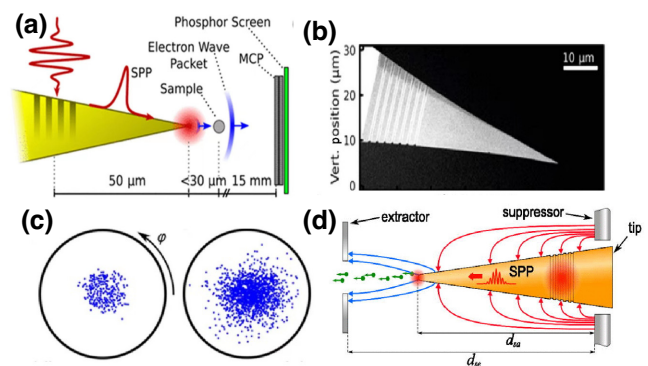 (a)
Phosphor Screen
Electron Wave
Packet
MCP
SPP
Sample
50 µm
<30 µm
15 mm
(b)
Vert. position (µm)
30
20
10
0
10 µm
(c)
φ
(d)
extractor
suppressor
tip
SPP
d_sa
d_se